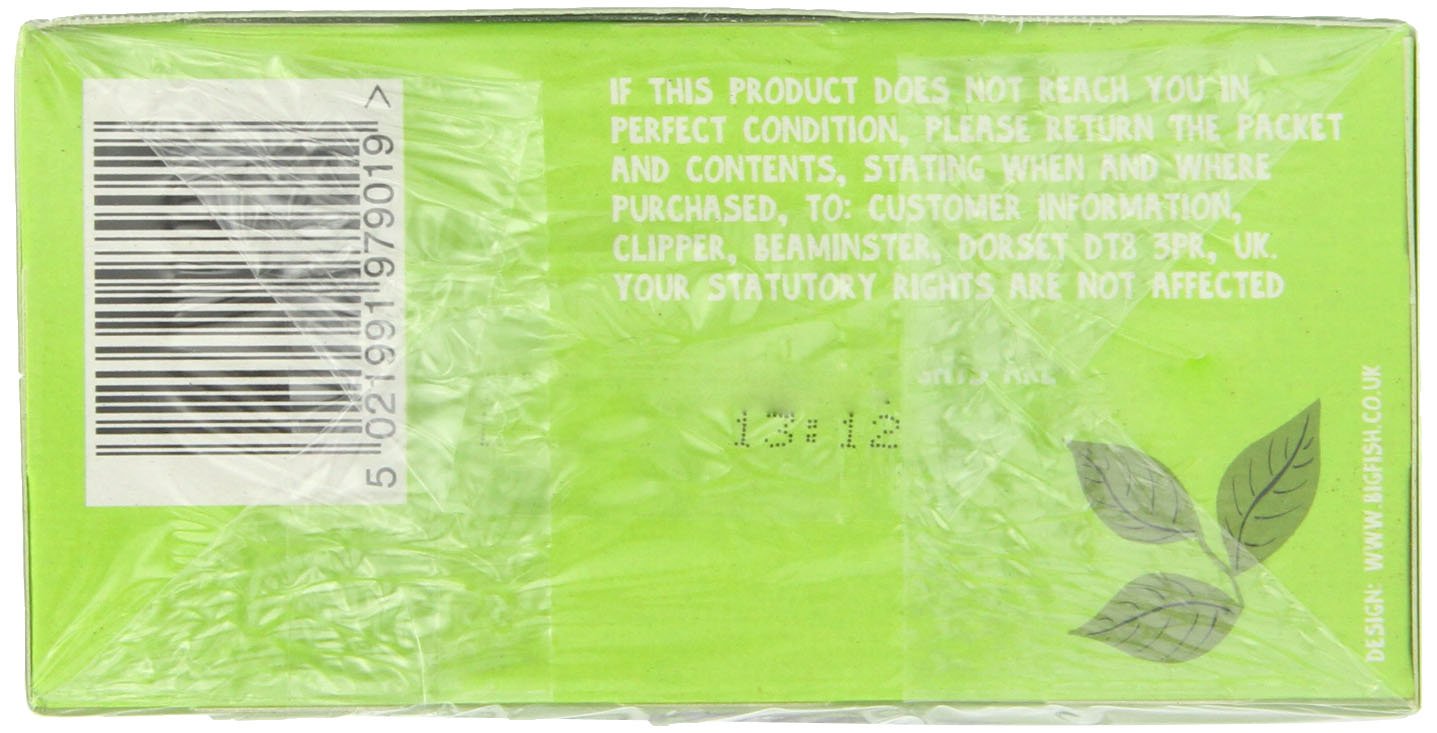 IF THIS PRODUCT DOES NOT REACH YOU IN
PERFECT CONDITION, PLEASE RETURN THE PACKET
AND CONTENTS, STATING WHEN AND WHERE
PURCHASED, TO: CUSTOMER INFORMATION,
CLIPPER, BEAMINSTER, DORSET DT8 3PR, UK.
YOUR STATUTORY RIGHTS ARE NOT AFFECTED
ARE
13:12
5 021991 979019 >
DESIGN: WWW.BIGFISH.CO.UK